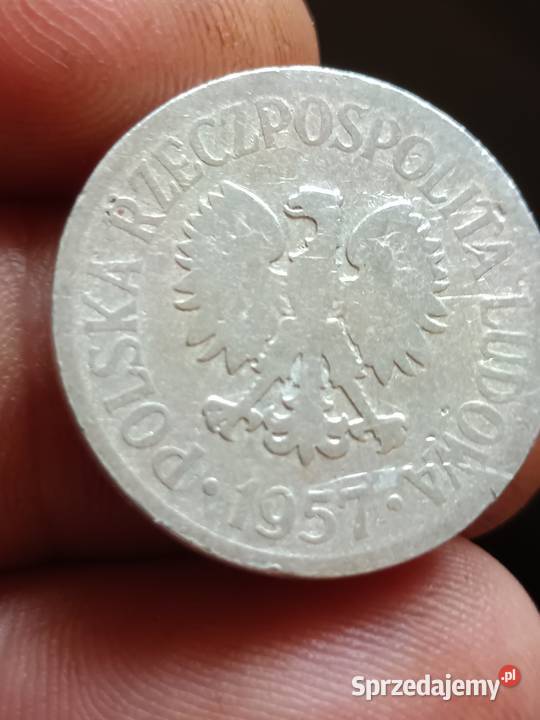 POLSKA RZECZPOSPOLITA LUDOWA
· 1957 ·
Sprzedajemy.pl